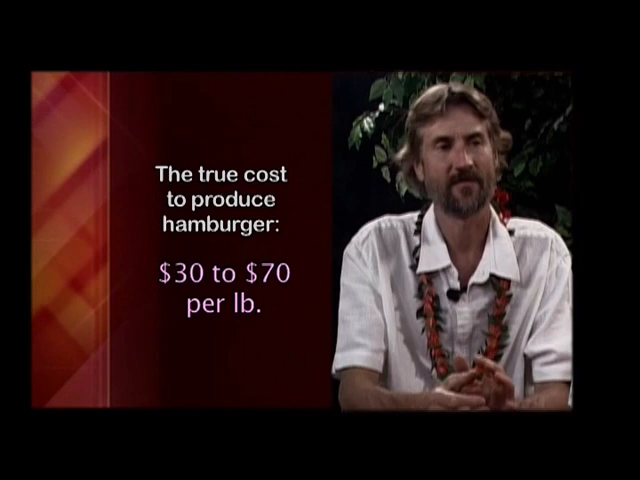 The true cost
to produce
hamburger:
$30 to $70
per lb.